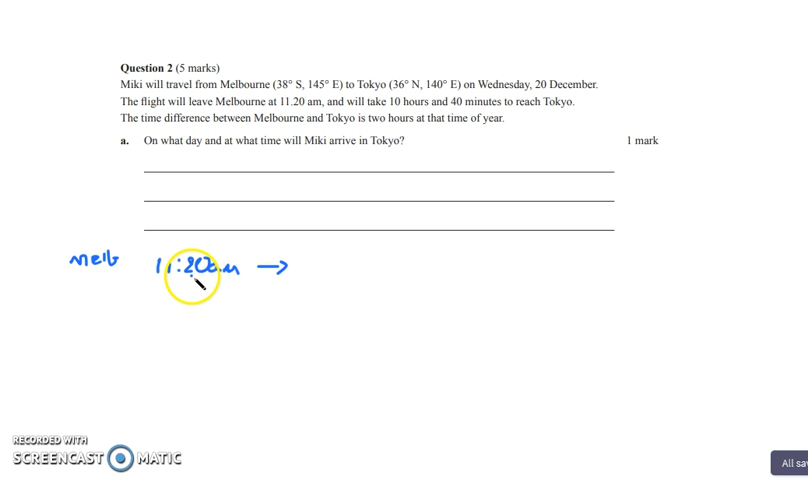 Question 2 (5 marks)
Miki will travel from Melbourne (38° S, 145° E) to Tokyo (36° N, 140° E) on Wednesday, 20 December.
The flight will leave Melbourne at 11.20 am, and will take 10 hours and 40 minutes to reach Tokyo.
The time difference between Melbourne and Tokyo is two hours at that time of year.
a. On what day and at what time will Miki arrive in Tokyo? 1 mark
Melb 11:20am →
RECORDED WITH
SCREENCAST MATIC
All sav